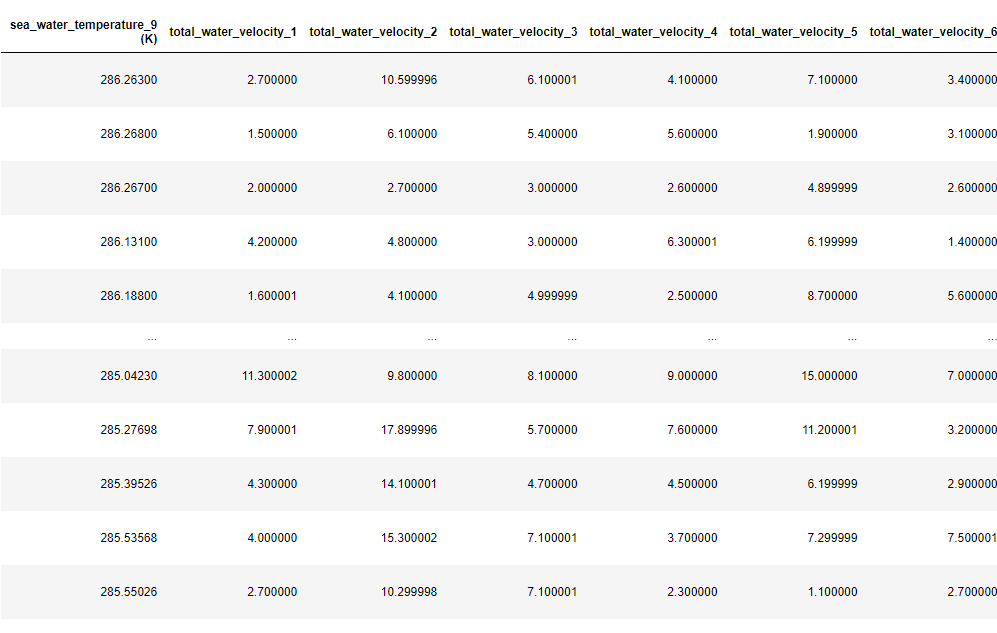 sea_water_temperature_9 (K) total_water_velocity_1 total_water_velocity_2 total_water_velocity_3 total_water_velocity_4 total_water_velocity_5 total_water_velocity_6
286.26300 2.700000 10.599996 6.100001 4.100000 7.100000 3.400000
286.26800 1.500000 6.100000 5.400000 5.600000 1.900000 3.100000
286.26700 2.000000 2.700000 3.000000 2.600000 4.899999 2.600000
286.13100 4.200000 4.800000 3.000000 6.300001 6.199999 1.400000
286.18800 1.600001 4.100000 4.999999 2.500000 8.700000 5.600000
... ... ... ... ... ... ...
285.04230 11.300002 9.800000 8.100000 9.000000 15.000000 7.000000
285.27698 7.900001 17.899996 5.700000 7.600000 11.200001 3.200000
285.39526 4.300000 14.100001 4.700000 4.500000 6.199999 2.900000
285.53568 4.000000 15.300002 7.100001 3.700000 7.299999 7.500001
285.55026 2.700000 10.299998 7.100001 2.300000 1.100000 2.700000